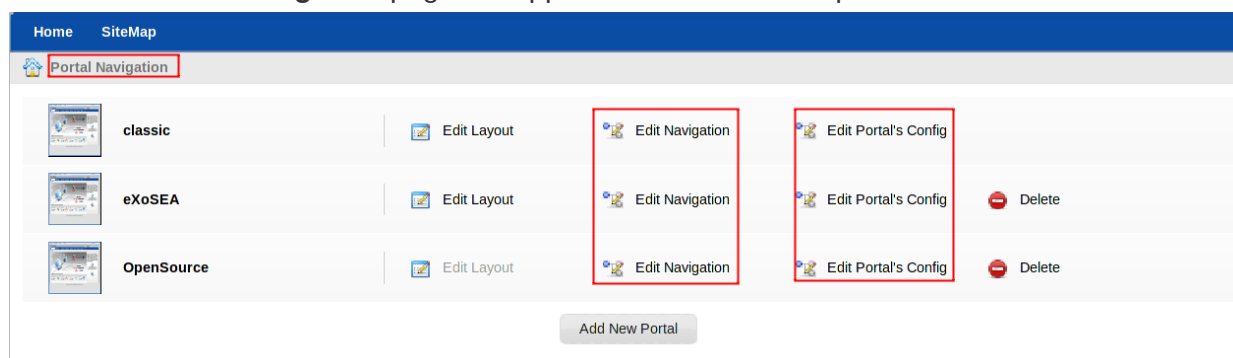 Home SiteMap
Portal Navigation
classic Edit Layout Edit Navigation Edit Portal's Config
eXoSEA Edit Layout Edit Navigation Edit Portal's Config Delete
OpenSource Edit Layout Edit Navigation Edit Portal's Config Delete
Add New Portal